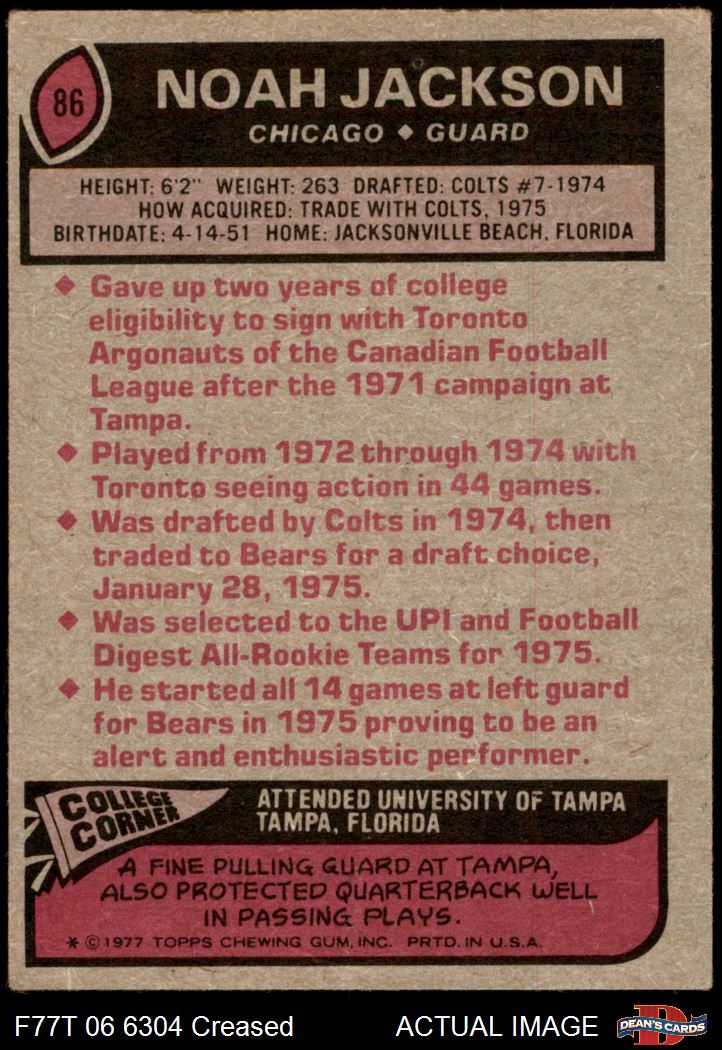 86
NOAH JACKSON
CHICAGO ♦ GUARD
HEIGHT: 6'2" WEIGHT: 263 DRAFTED: COLTS #7-1974
HOW ACQUIRED: TRADE WITH COLTS, 1975
BIRTHDATE: 4-14-51 HOME: JACKSONVILLE BEACH, FLORIDA
♦ Gave up two years of college
eligibility to sign with Toronto
Argonauts of the Canadian Football
League after the 1971 campaign at
Tampa.
♦ Played from 1972 through 1974 with
Toronto seeing action in 44 games.
♦ Was drafted by Colts in 1974, then
traded to Bears for a draft choice,
January 28, 1975.
♦ Was selected to the UPI and Football
Digest All-Rookie Teams for 1975.
♦ He started all 14 games at left guard
for Bears in 1975 proving to be an
alert and enthusiastic performer.
COLLEGE
CORNER
ATTENDED UNIVERSITY OF TAMPA
TAMPA, FLORIDA
A FINE PULLING GUARD AT TAMPA,
ALSO PROTECTED QUARTERBACK WELL
IN PASSING PLAYS.
* © 1977 TOPPS CHEWING GUM, INC. PRTD. IN U.S.A.
F77T 06 6304 Creased
ACTUAL IMAGE
D
DEAN'S CARDS